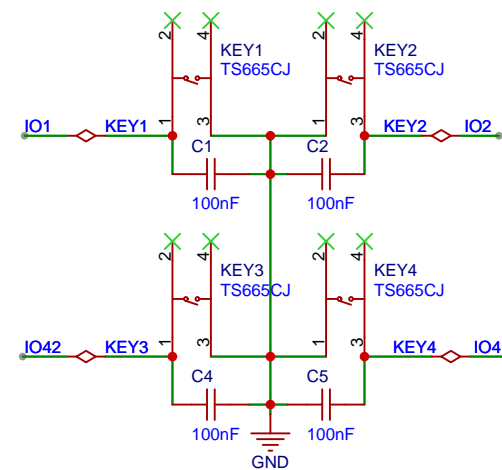 2
4
KEY1
TS665CJ
2
4
KEY2
TS665CJ
IO1
KEY1
1
3
1
3
KEY2
IO2
C1
C2
100nF
100nF
2
4
KEY3
TS665CJ
2
4
KEY4
TS665CJ
IO42
KEY3
1
3
1
3
KEY4
IO4
C4
C5
100nF
100nF
GND